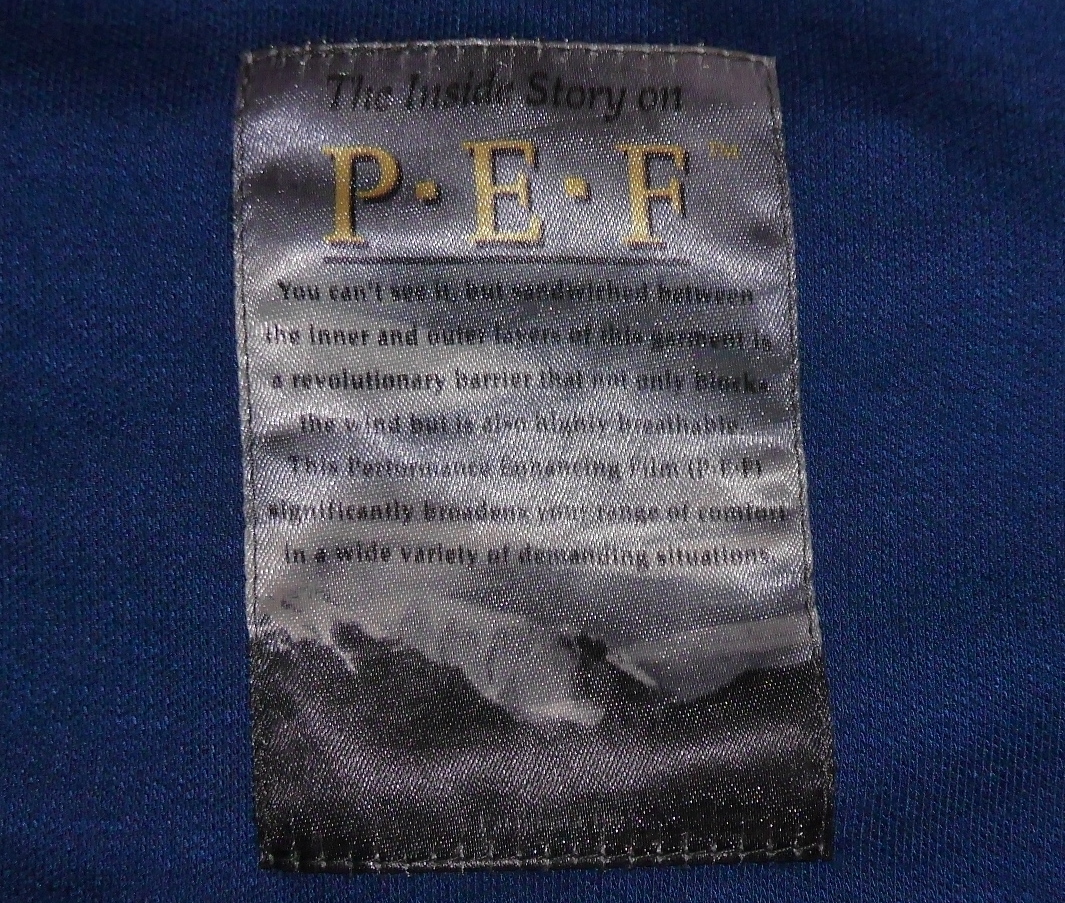 The Inside Story on
P·E·F™
You can't see it, but sandwiched between
the inner and outer layers of this garment is
a revolutionary barrier that not only blocks
the wind but is also highly breathable.
This Performance Enhancing Film (P·E·F)
significantly broadens your range of comfort
in a wide variety of demanding situations.